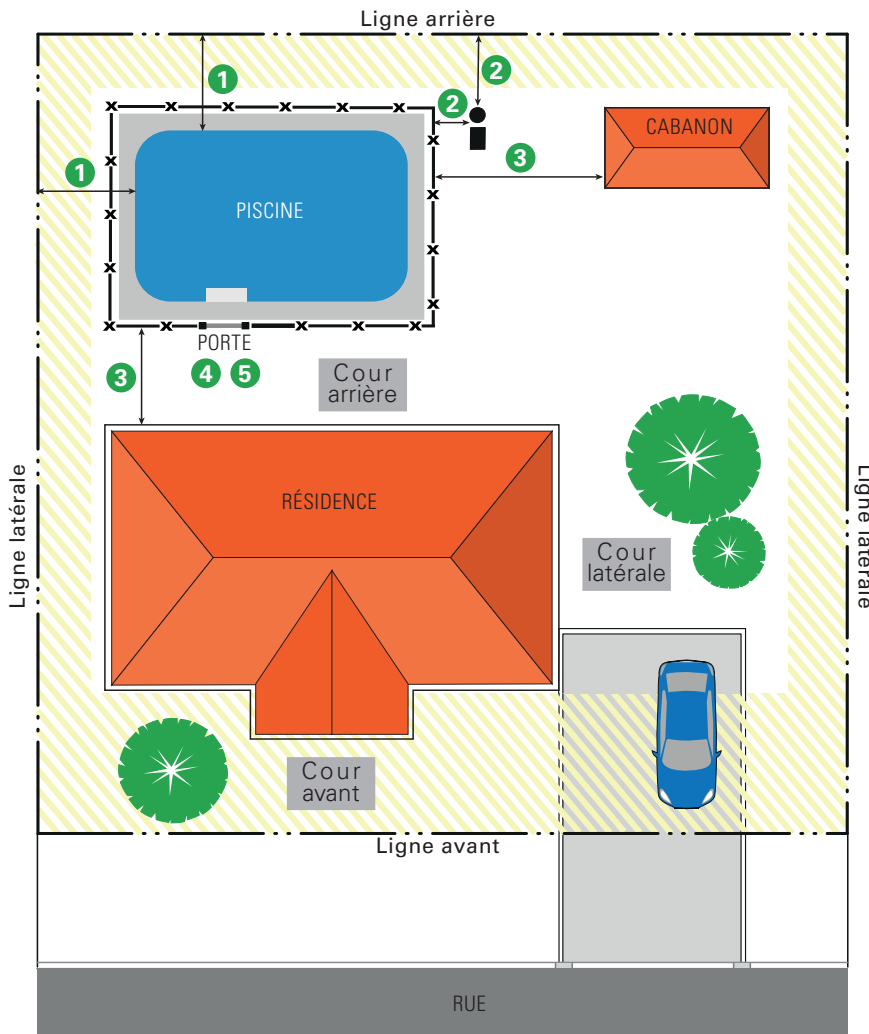 Ligne arrière
1
2
2
CABANON
3
1
PISCINE
PORTE
4 5
3
Cour
arrière
Ligne latérale
RÉSIDENCE
Cour
latérale
Ligne latérale
Cour
avant
Ligne avant
RUE